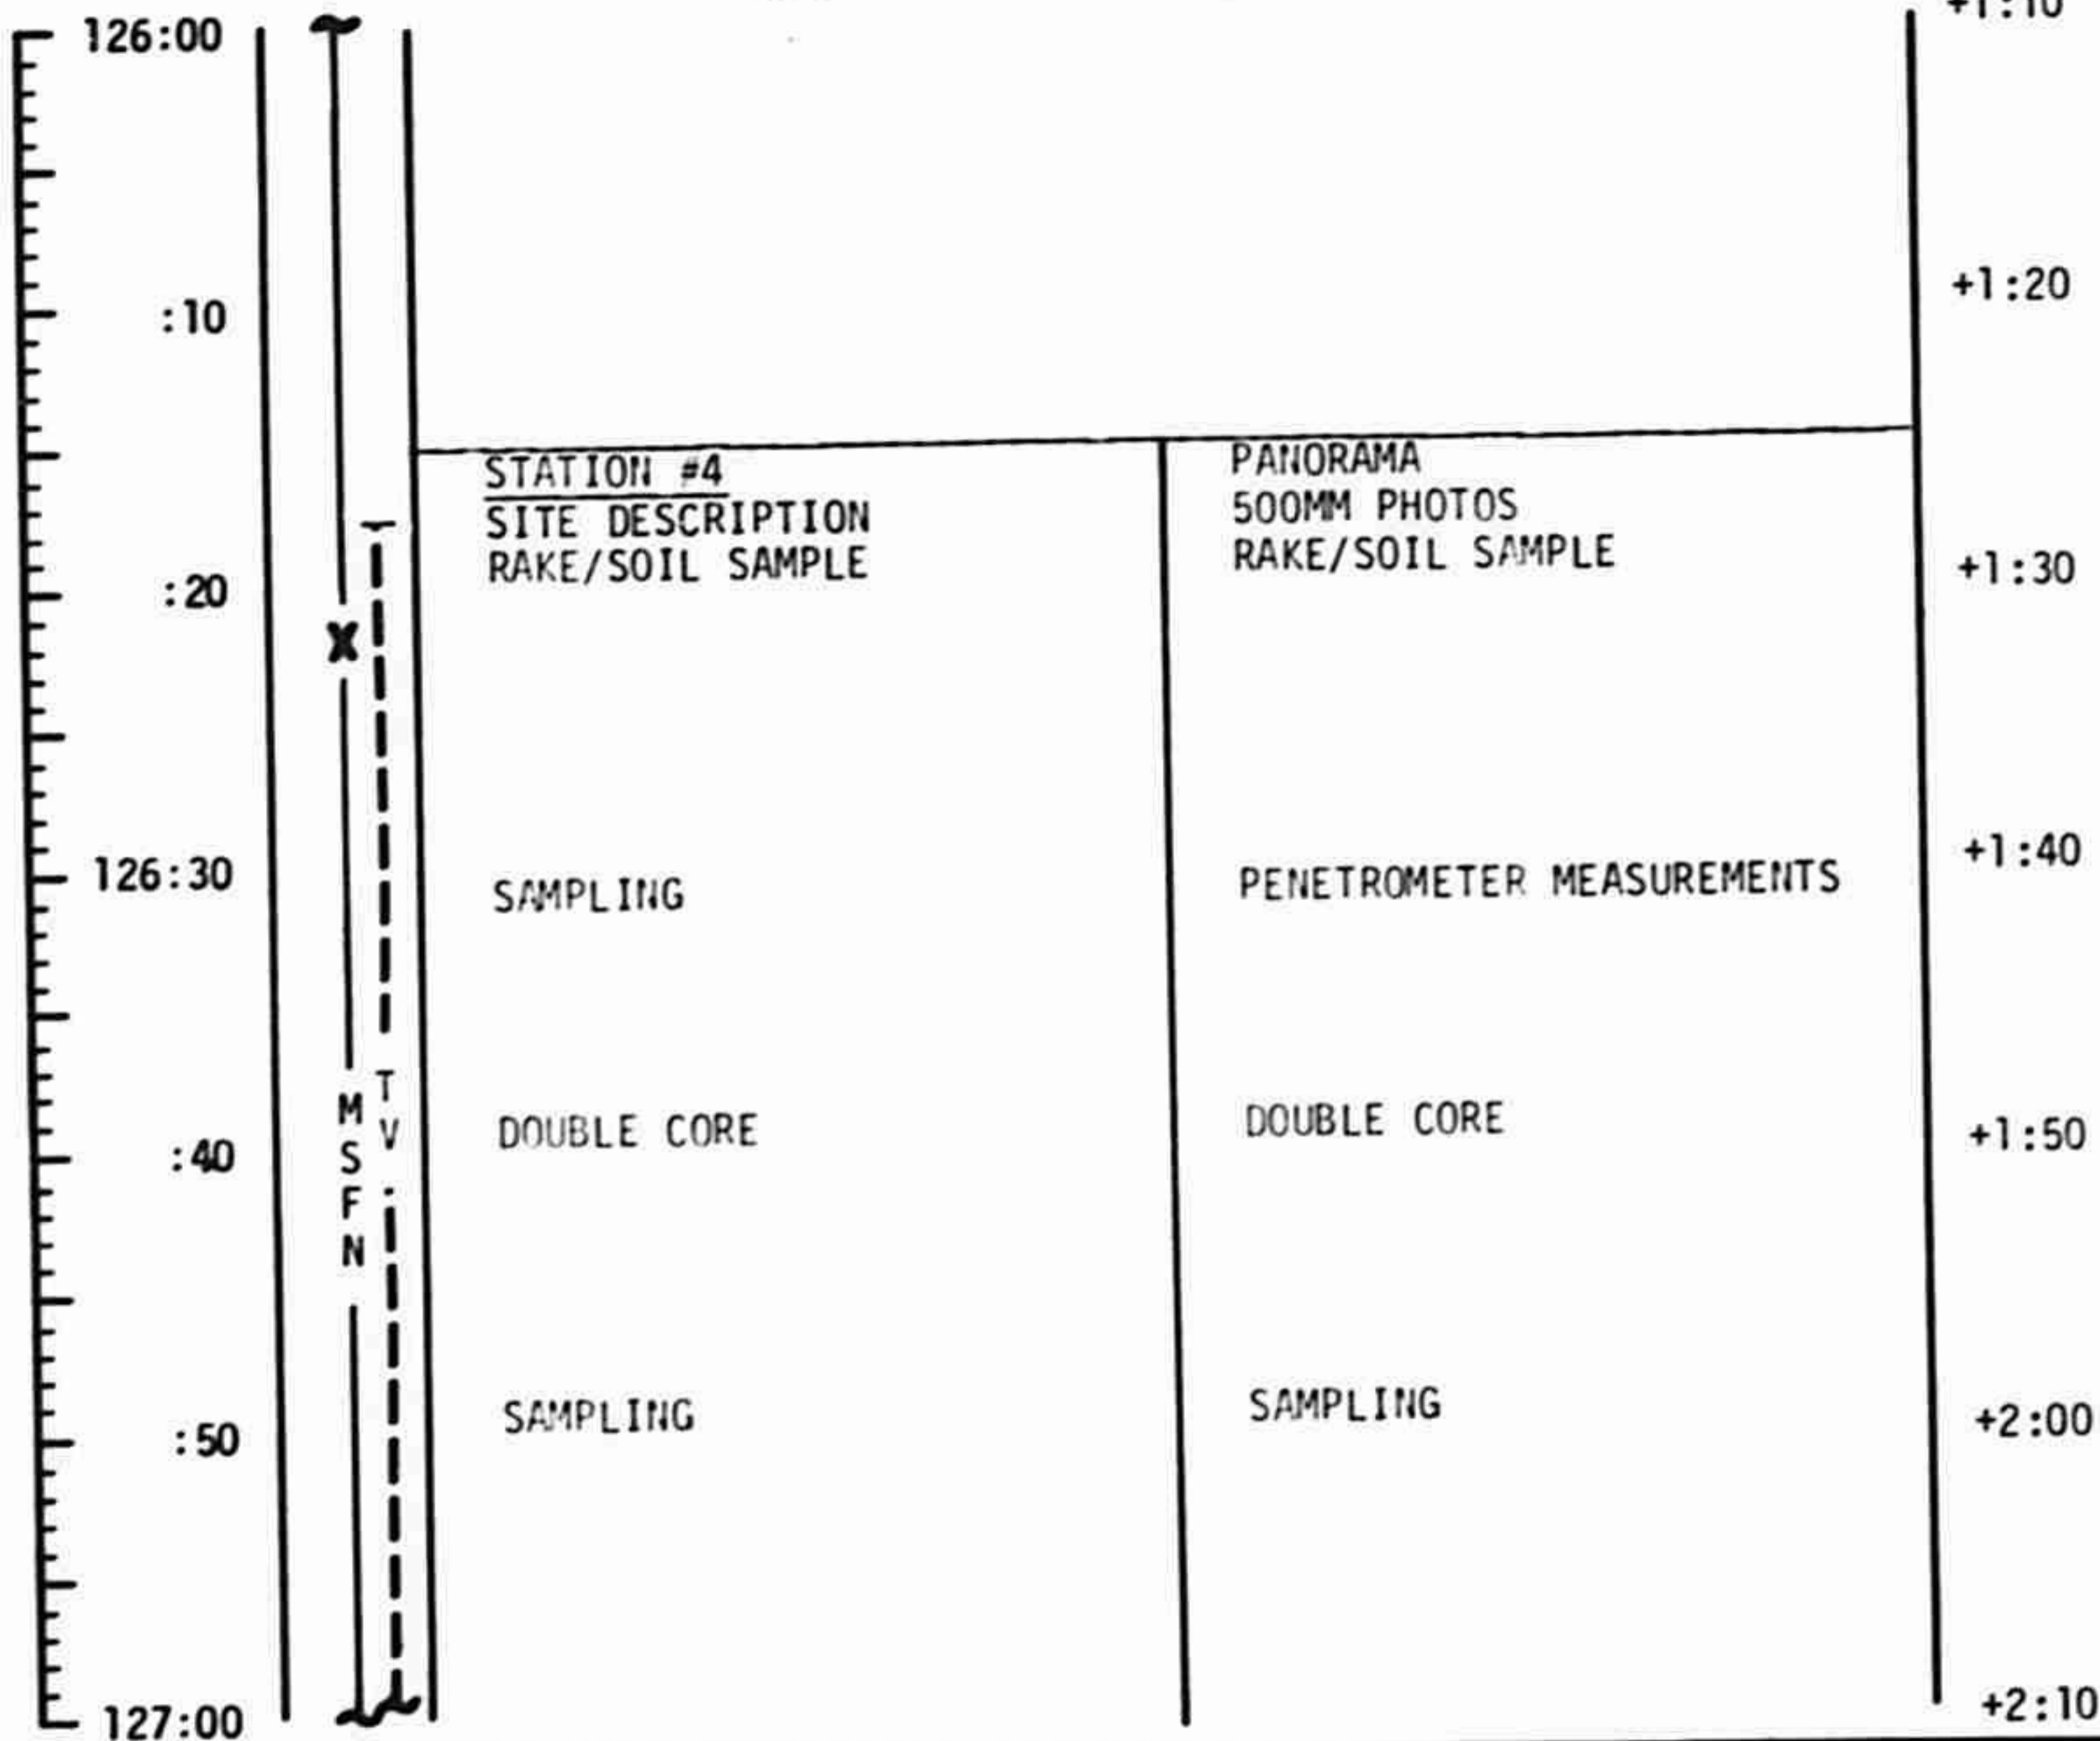 126:00
+1:10
+1:20
:10
STATION #4
SITE DESCRIPTION
RAKE/SOIL SAMPLE
PANORAMA
500MM PHOTOS
RAKE/SOIL SAMPLE
+1:30
:20
X
126:30
SAMPLING
PENETROMETER MEASUREMENTS
+1:40
TV
MSFN
:40
DOUBLE CORE
DOUBLE CORE
+1:50
:50
SAMPLING
SAMPLING
+2:00
127:00
+2:10